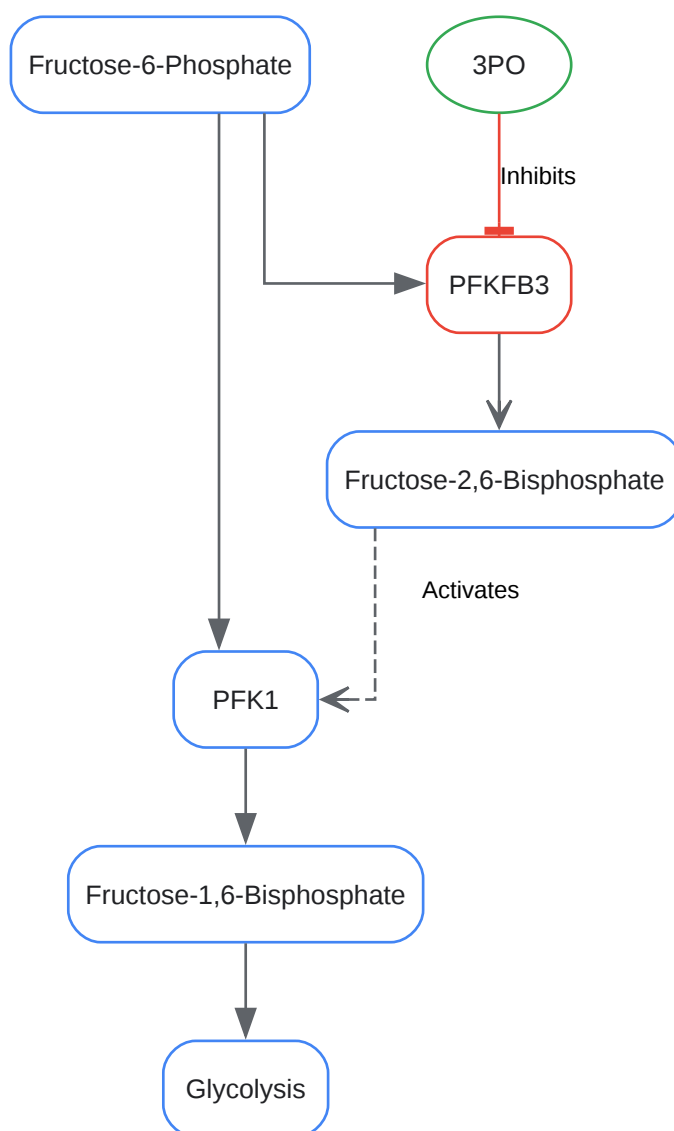 Fructose-6-Phosphate
3PO
Inhibits
PFKFB3
Fructose-2,6-Bisphosphate
Activates
PFK1
Fructose-1,6-Bisphosphate
Glycolysis